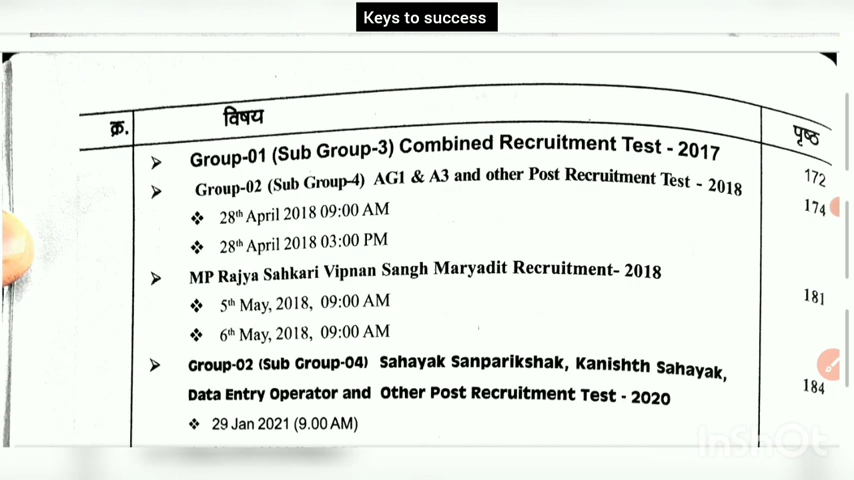 Keys to success
क्र. विषय पृष्ठ
➢ Group-01 (Sub Group-3) Combined Recruitment Test - 2017 172
➢ Group-02 (Sub Group-4) AG1 & A3 and other Post Recruitment Test - 2018 174
❖ 28th April 2018 09:00 AM
❖ 28th April 2018 03:00 PM
➢ MP Rajya Sahkari Vipnan Sangh Maryadit Recruitment- 2018 181
❖ 5th May, 2018, 09:00 AM
❖ 6th May, 2018, 09:00 AM
➢ Group-02 (Sub Group-04) Sahayak Sanparikshak, Kanishth Sahayak,
Data Entry Operator and Other Post Recruitment Test - 2020 184
❖ 29 Jan 2021 (9.00 AM)
InShOt